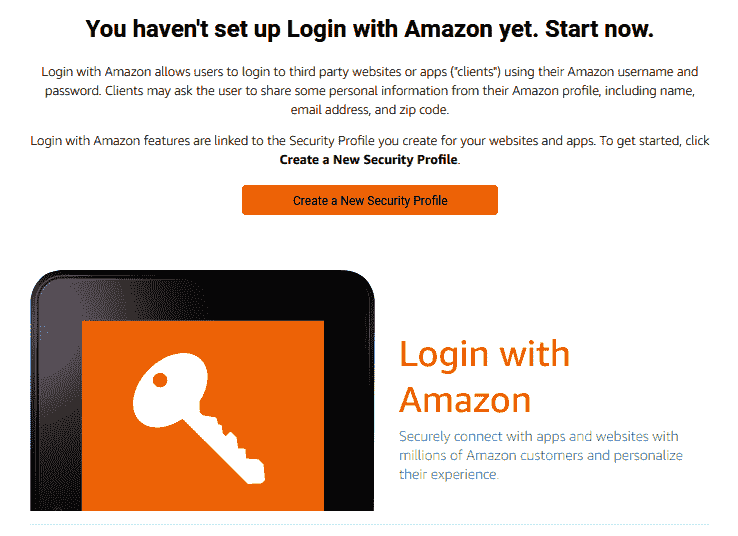 You haven't set up Login with Amazon yet. Start now.
Login with Amazon allows users to login to third party websites or apps ("clients") using their Amazon username and
password. Clients may ask the user to share some personal information from their Amazon profile, including name,
email address, and zip code.
Login with Amazon features are linked to the Security Profile you create for your websites and apps. To get started, click
Create a New Security Profile.
Create a New Security Profile
Login with
Amazon
Securely connect with apps and websites with
millions of Amazon customers and personalize
their experience.